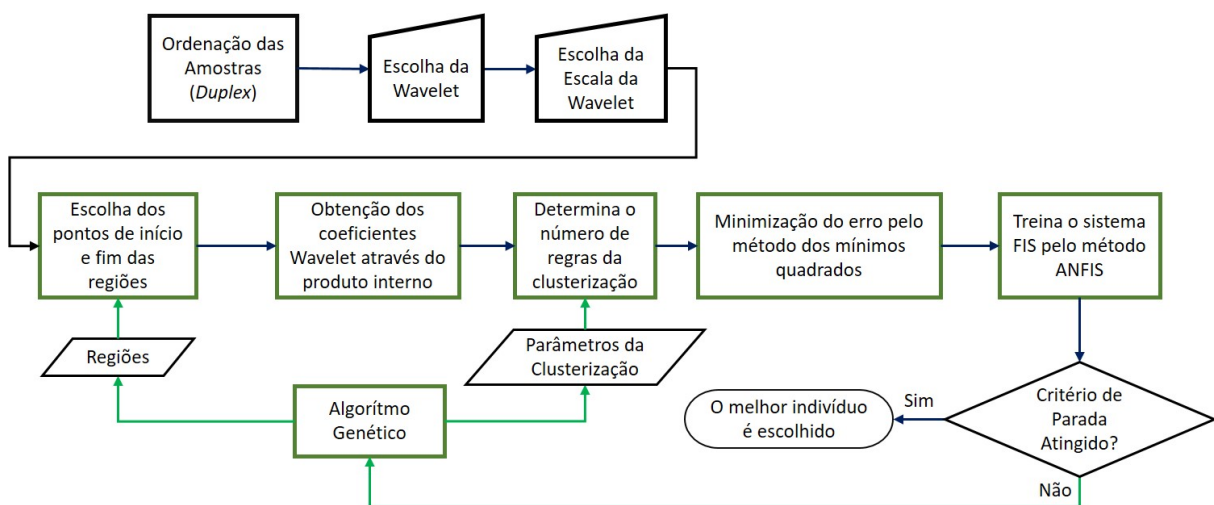 Ordenação das
Amostras
(Duplex)
Escolha da
Wavelet
Escolha da
Escala da
Wavelet
Escolha dos
pontos de início
e fim das
regiões
Obtenção dos
coeficientes
Wavelet através do
produto interno
Determina o
número de
regras da
clusterização
Minimização do erro pelo
método dos mínimos
quadrados
Treina o sistema
FIS pelo método
ANFIS
Regiões
Parâmetros da
Clusterização
Algorítmo
Genético
O melhor indivíduo
é escolhido
Sim
Critério de
Parada
Atingido?
Não